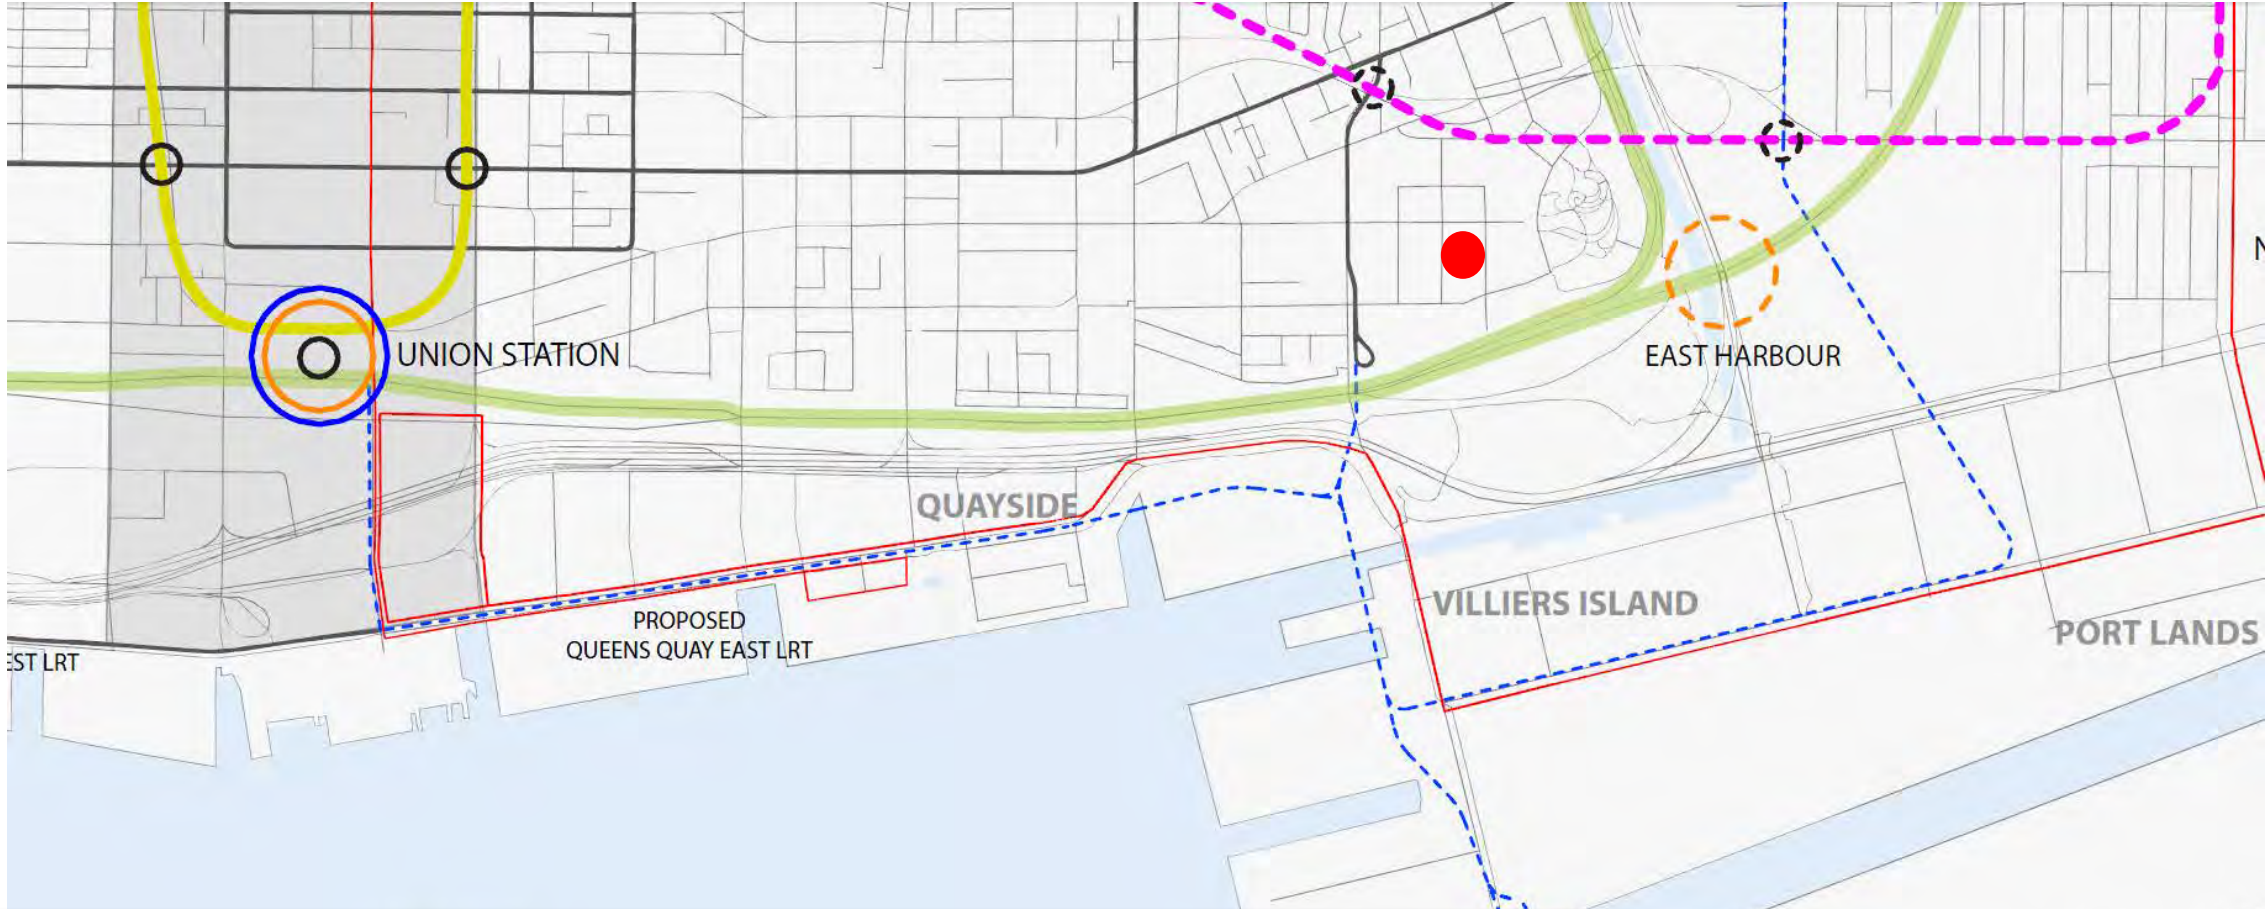 N
UNION STATION
EAST HARBOUR
QUAYSIDE
VILLIERS ISLAND
PROPOSED
QUEENS QUAY EAST LRT
PORT LANDS
EST LRT